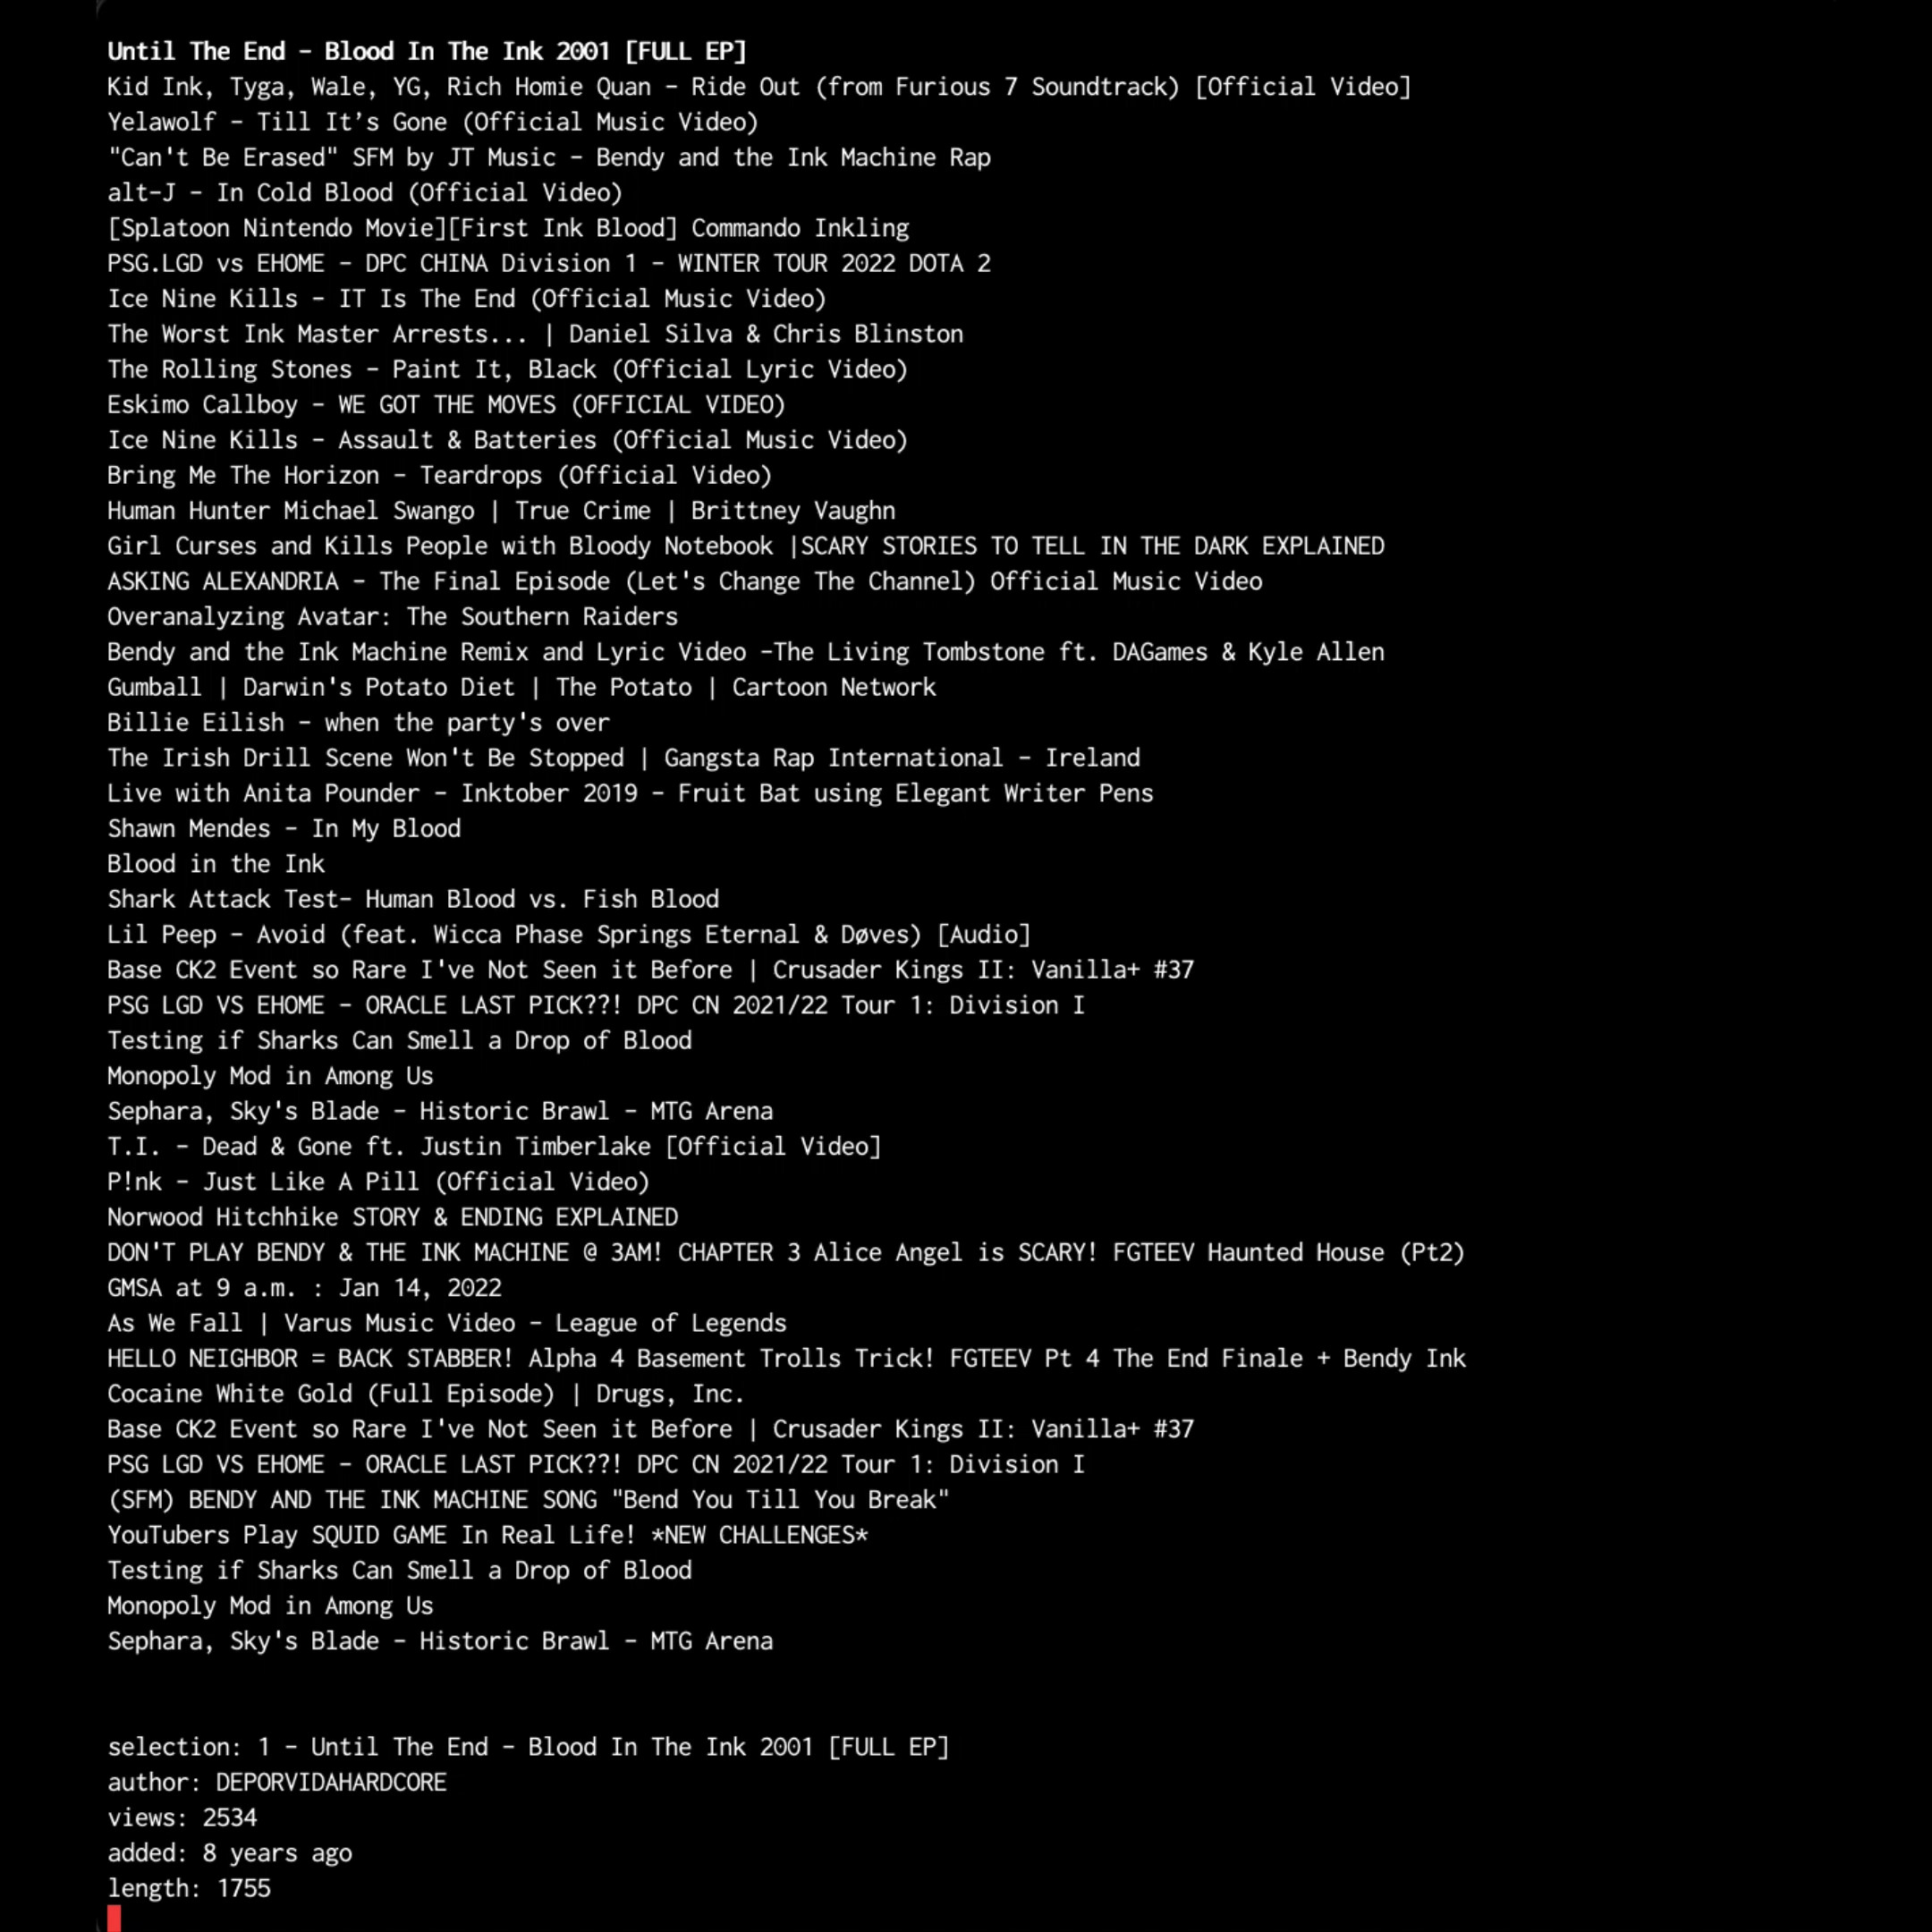 Until The End - Blood In The Ink 2001 [FULL EP]
Kid Ink, Tyga, Wale, YG, Rich Homie Quan - Ride Out (from Furious 7 Soundtrack) [Official Video]
Yelawolf - Till It’s Gone (Official Music Video)
"Can't Be Erased" SFM by JT Music - Bendy and the Ink Machine Rap
alt-J - In Cold Blood (Official Video)
[Splatoon Nintendo Movie][First Ink Blood] Commando Inkling
PSG.LGD vs EHOME - DPC CHINA Division 1 - WINTER TOUR 2022 DOTA 2
Ice Nine Kills - IT Is The End (Official Music Video)
The Worst Ink Master Arrests... | Daniel Silva & Chris Blinston
The Rolling Stones - Paint It, Black (Official Lyric Video)
Eskimo Callboy - WE GOT THE MOVES (OFFICIAL VIDEO)
Ice Nine Kills - Assault & Batteries (Official Music Video)
Bring Me The Horizon - Teardrops (Official Video)
Human Hunter Michael Swango | True Crime | Brittney Vaughn
Girl Curses and Kills People with Bloody Notebook |SCARY STORIES TO TELL IN THE DARK EXPLAINED
ASKING ALEXANDRIA - The Final Episode (Let's Change The Channel) Official Music Video
Overanalyzing Avatar: The Southern Raiders
Bendy and the Ink Machine Remix and Lyric Video -The Living Tombstone ft. DAGames & Kyle Allen
Gumball | Darwin's Potato Diet | The Potato | Cartoon Network
Billie Eilish - when the party's over
The Irish Drill Scene Won't Be Stopped | Gangsta Rap International - Ireland
Live with Anita Pounder - Inktober 2019 - Fruit Bat using Elegant Writer Pens
Shawn Mendes - In My Blood
Blood in the Ink
Shark Attack Test- Human Blood vs. Fish Blood
Lil Peep - Avoid (feat. Wicca Phase Springs Eternal & Døves) [Audio]
Base CK2 Event so Rare I've Not Seen it Before | Crusader Kings II: Vanilla+ #37
PSG LGD VS EHOME - ORACLE LAST PICK??! DPC CN 2021/22 Tour 1: Division I
Testing if Sharks Can Smell a Drop of Blood
Monopoly Mod in Among Us
Sephara, Sky's Blade - Historic Brawl - MTG Arena
T.I. - Dead & Gone ft. Justin Timberlake [Official Video]
P!nk - Just Like A Pill (Official Video)
Norwood Hitchhike STORY & ENDING EXPLAINED
DON'T PLAY BENDY & THE INK MACHINE @ 3AM! CHAPTER 3 Alice Angel is SCARY! FGTEEV Haunted House (Pt2)
GMSA at 9 a.m. : Jan 14, 2022
As We Fall | Varus Music Video - League of Legends
HELLO NEIGHBOR = BACK STABBER! Alpha 4 Basement Trolls Trick! FGTEEV Pt 4 The End Finale + Bendy Ink
Cocaine White Gold (Full Episode) | Drugs, Inc.
Base CK2 Event so Rare I've Not Seen it Before | Crusader Kings II: Vanilla+ #37
PSG LGD VS EHOME - ORACLE LAST PICK??! DPC CN 2021/22 Tour 1: Division I
(SFM) BENDY AND THE INK MACHINE SONG "Bend You Till You Break"
YouTubers Play SQUID GAME In Real Life! *NEW CHALLENGES*
Testing if Sharks Can Smell a Drop of Blood
Monopoly Mod in Among Us
Sephara, Sky's Blade - Historic Brawl - MTG Arena
selection: 1 - Until The End - Blood In The Ink 2001 [FULL EP]
author: DEPORVIDAHARDCORE
views: 2534
added: 8 years ago
length: 1755